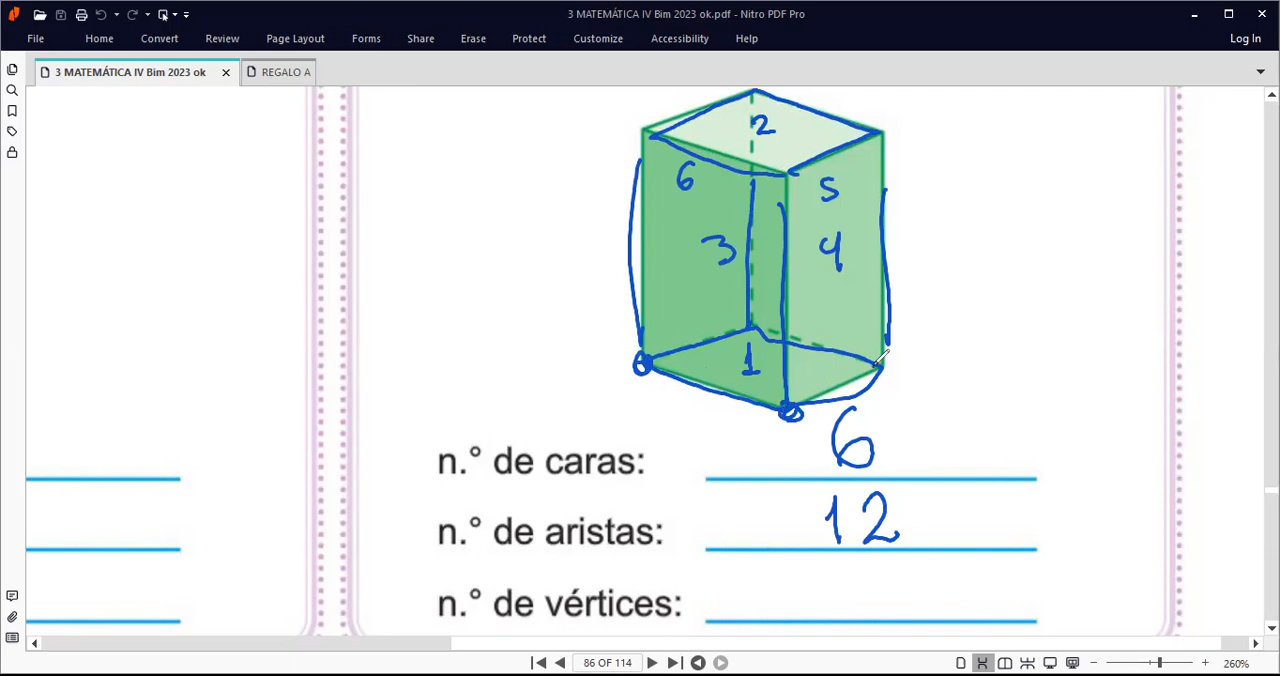 3 MATEMÁTICA IV Bim 2023 ok.pdf - Nitro PDF Pro
File Home Convert Review Page Layout Forms Share Erase Protect Customize Accessibility Help Log In
3 MATEMÁTICA IV Bim 2023 ok REGALO A
2
6 5
3 4
1
n.° de caras: 6
n.° de aristas: 12
n.° de vértices:
86 OF 114 260%